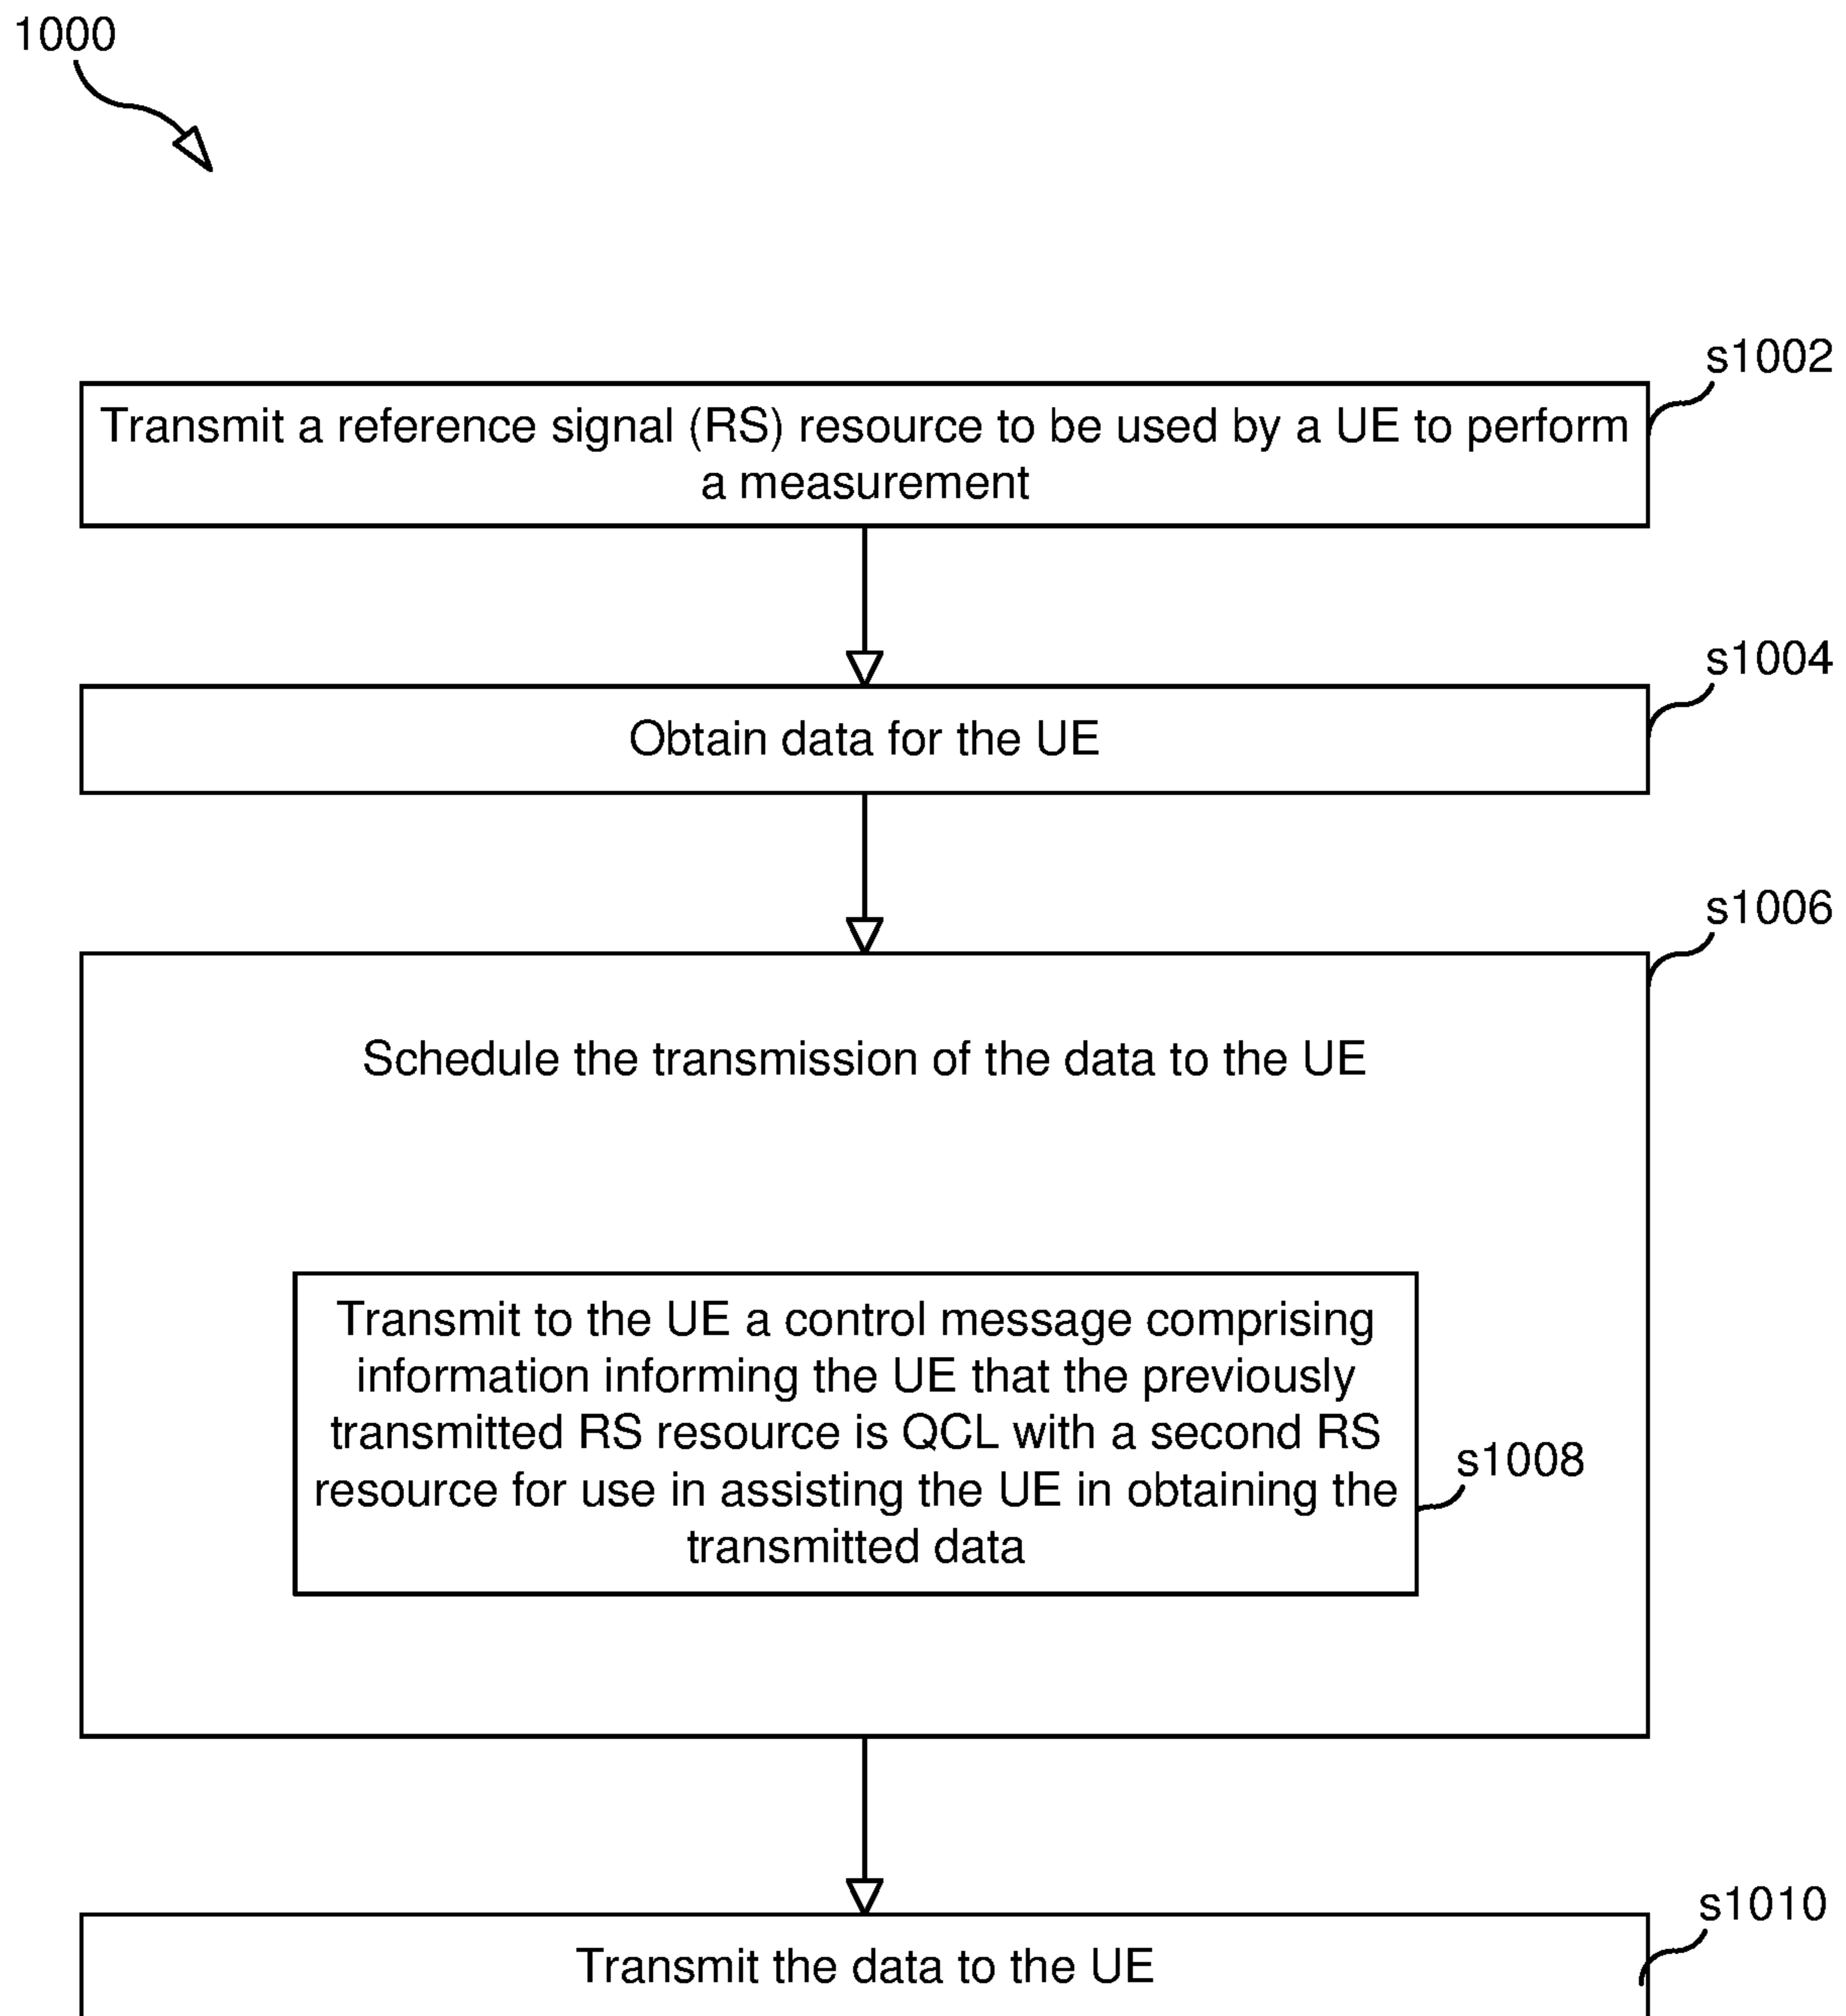 1000
s1002
Transmit a reference signal (RS) resource to be used by a UE to perform
a measurement
s1004
Obtain data for the UE
s1006
Schedule the transmission of the data to the UE
Transmit to the UE a control message comprising
information informing the UE that the previously
transmitted RS resource is QCL with a second RS
resource for use in assisting the UE in obtaining the
transmitted data
s1008
s1010
Transmit the data to the UE